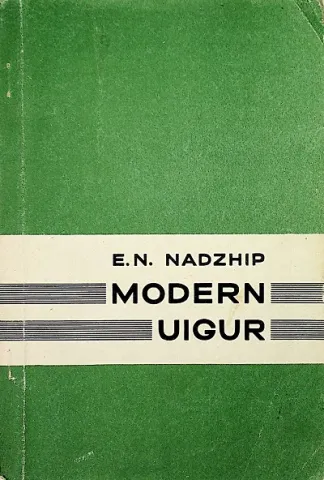 E. N. NADZHIP
MODERN
UIGUR